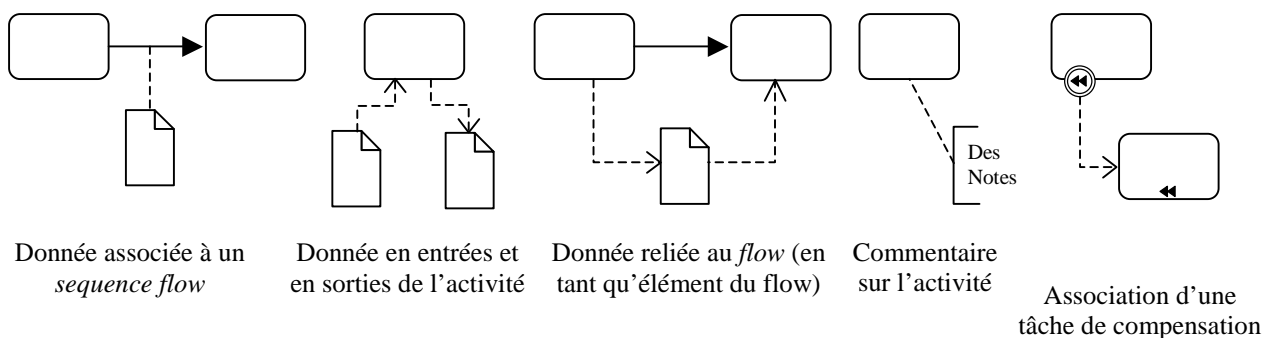 Des
Notes
Donnée associée à un
sequence flow
Donnée en entrées et
en sorties de l'activité
Donnée reliée au flow (en
tant qu'élément du flow)
Commentaire
sur l'activité
Association d'une
tâche de compensation